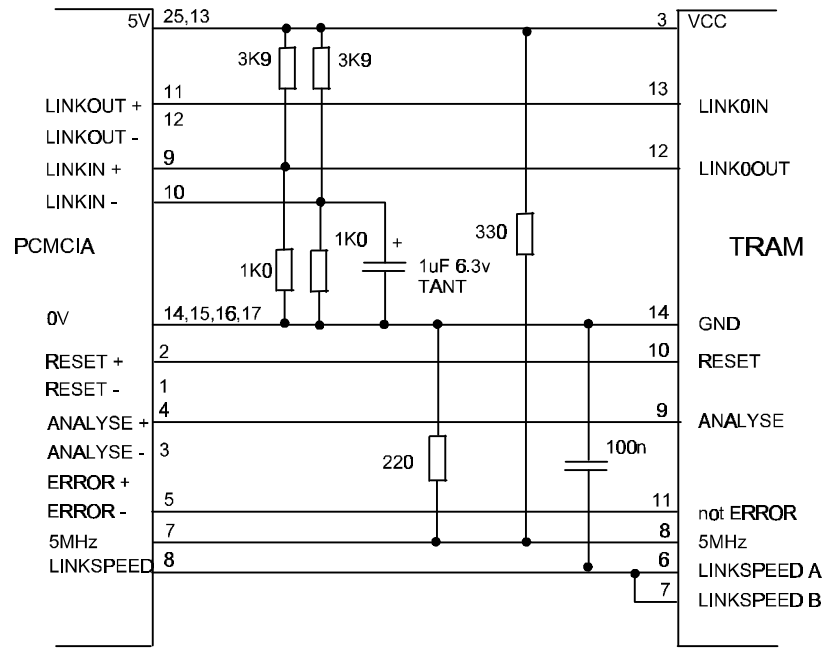 5V 25,13 3 VCC
3K9 3K9
LINKOUT + 11 13 LINK0IN
LINKOUT - 12
LINKIN + 9 12 LINK0OUT
LINKIN - 10
PCMCIA 1K0 1K0 + 1uF 6.3v TANT 330 TRAM
0V 14,15,16,17 14 GND
RESET + 2 10 RESET
RESET - 1
ANALYSE + 4 9 ANALYSE
ANALYSE - 3
220 100n
ERROR +
ERROR - 5 11 not ERROR
5MHz 7 8 5MHz
LINKSPEED 8 6 LINKSPEED A
7 LINKSPEED B